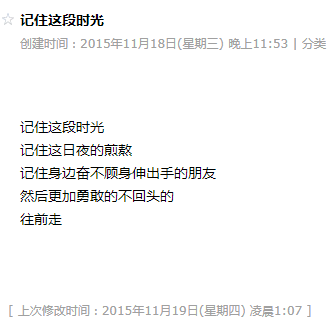 记住这段时光
创建时间：2015年11月18日(星期三) 晚上11:53 | 分类
记住这段时光
记住这日夜的煎熬
记住身边奋不顾身伸出手的朋友
然后更加勇敢的不回头的
往前走
[ 上次修改时间：2015年11月19日(星期四) 凌晨1:07 ]